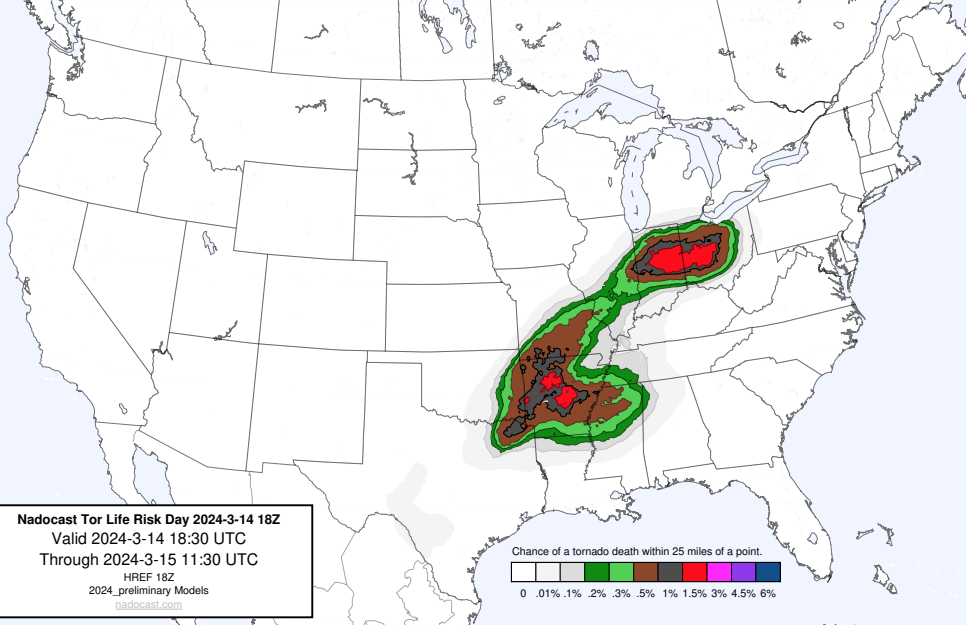 Nadocast Tor Life Risk Day 2024-3-14 18Z
Valid 2024-3-14 18:30 UTC
Through 2024-3-15 11:30 UTC
HREF 18Z
2024_preliminary Models
nadocast.com
Chance of a tornado death within 25 miles of a point.
0 .01% .1% .2% .3% .5% 1% 1.5% 3% 4.5% 6%